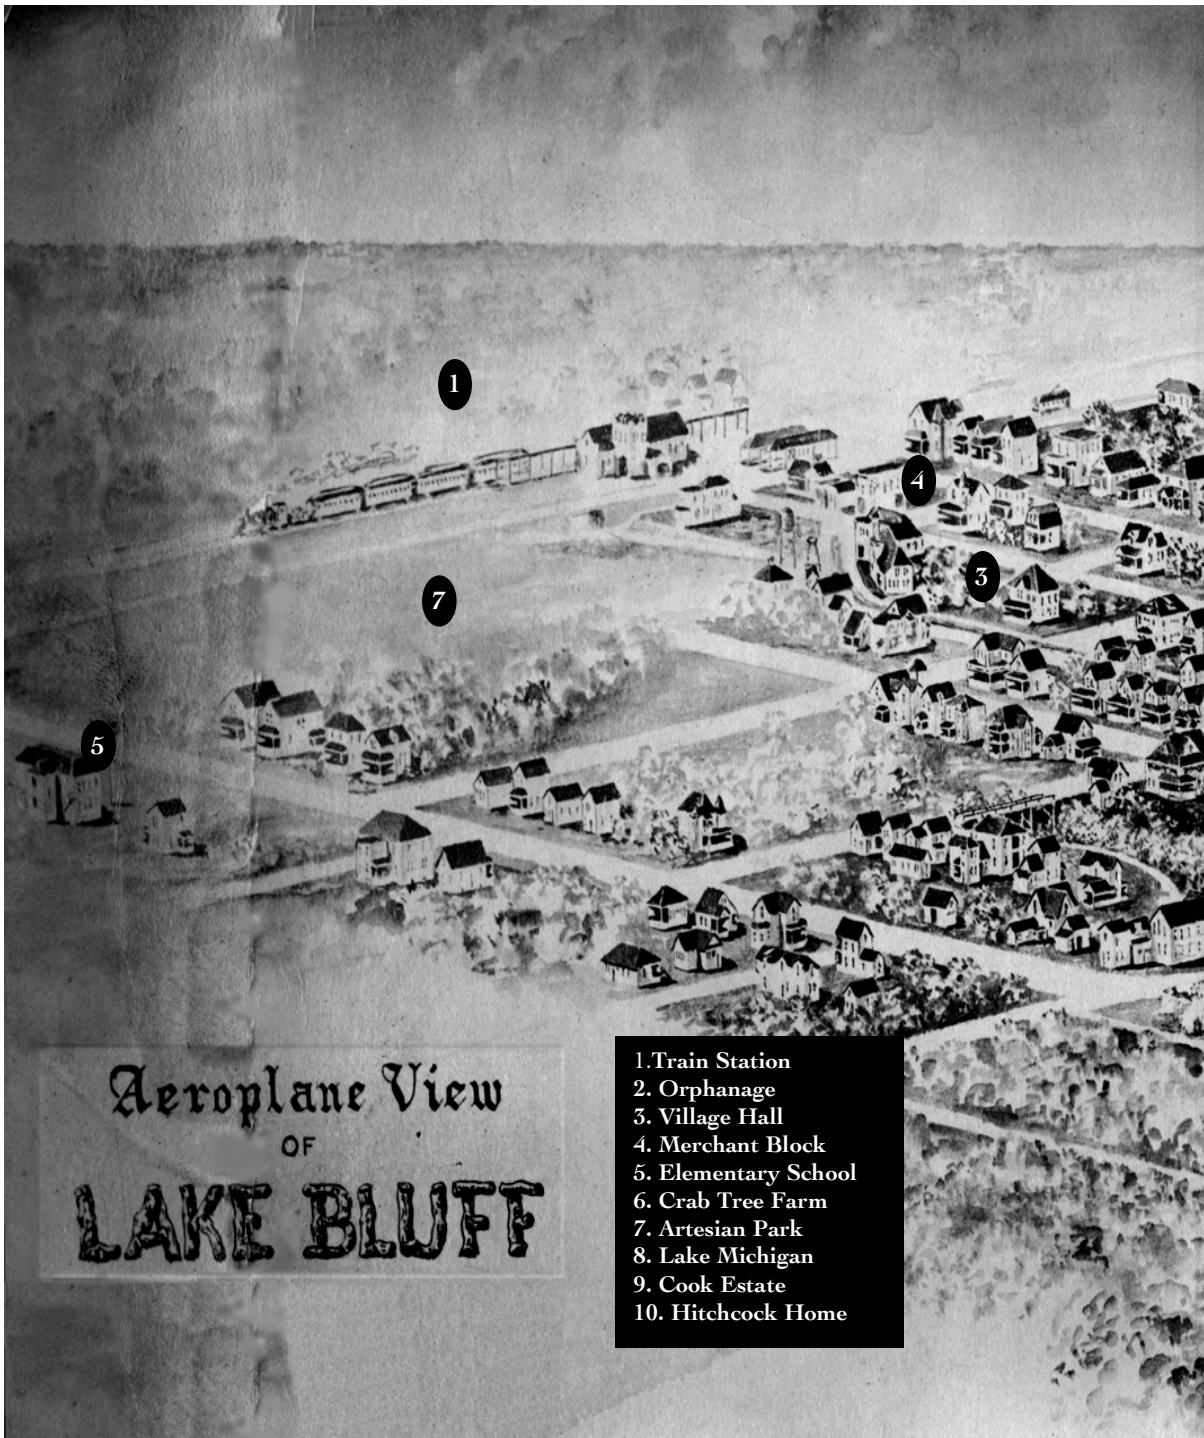 1
4
3
7
5
Aeroplane View
OF
LAKE BLUFF
1.Train Station
2. Orphanage
3. Village Hall
4. Merchant Block
5. Elementary School
6. Crab Tree Farm
7. Artesian Park
8. Lake Michigan
9. Cook Estate
10. Hitchcock Home